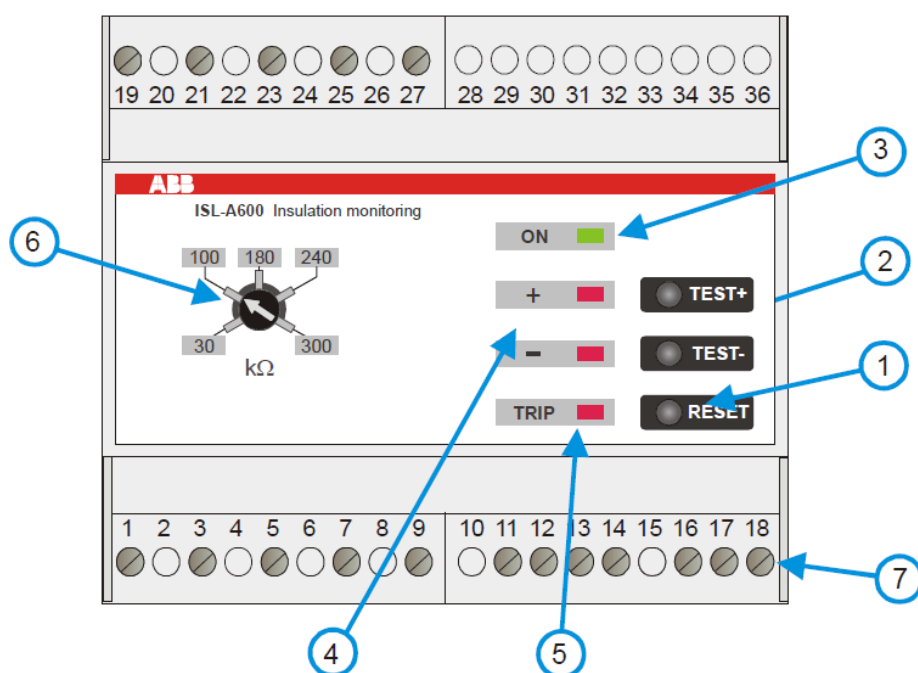 19 20 21 22 23 24 25 26 27 28 29 30 31 32 33 34 35 36
3
ABB
ISL-A600 Insulation monitoring
ON
6
100 180 240
2
+ TEST+
30 300
kΩ
- TEST-
1
TRIP RESET
1 2 3 4 5 6 7 8 9 10 11 12 13 14 15 16 17 18
7
4 5